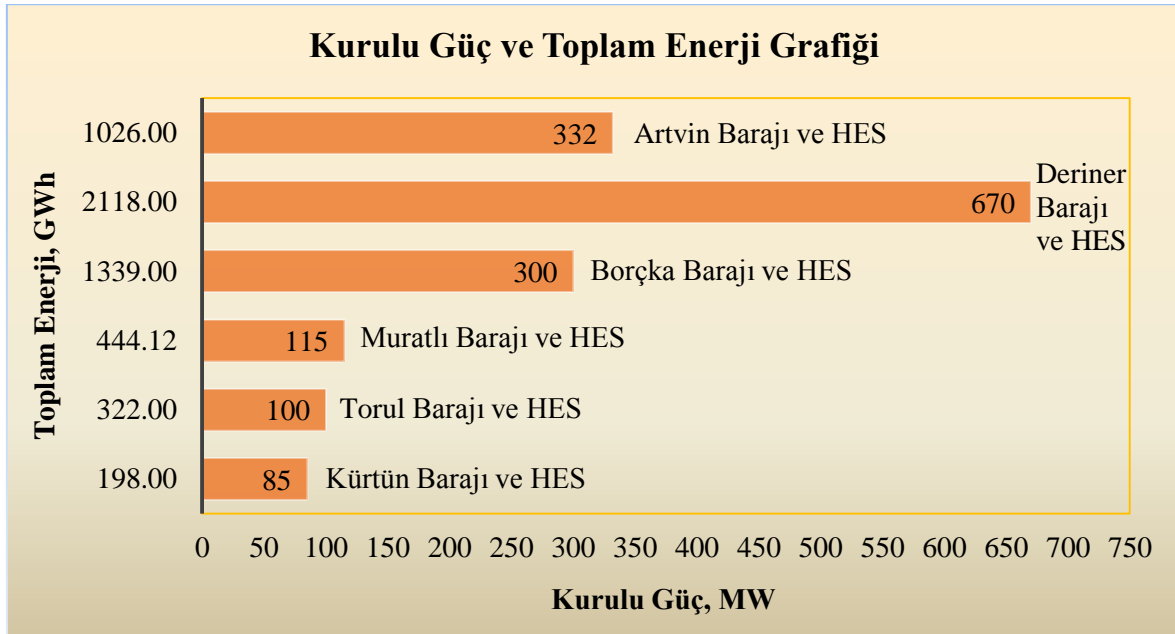 Kurulu Güç ve Toplam Enerji Grafiği
Toplam Enerji, GWh
1026.00
332
Artvin Barajı ve HES
2118.00
670
Deriner
Barajı
ve HES
1339.00
300
Borçka Barajı ve HES
444.12
115
Muratlı Barajı ve HES
322.00
100
Torul Barajı ve HES
198.00
85
Kürtün Barajı ve HES
0 50 100 150 200 250 300 350 400 450 500 550 600 650 700 750
Kurulu Güç, MW